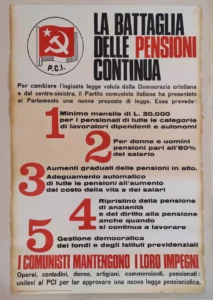 LA BATTAGLIA
DELLE PENSIONI
CONTINUA
P.C.I.
Per cambiare l'ingiusta legge voluta dalla Democrazia cristiana
e dal centro-sinistra, il Partito comunista italiano ha presentato
al Parlamento una nuova proposta di legge. Essa prevede:
1 Minimo mensile di L. 30.000
per i pensionati di tutte le categorie
di lavoratori dipendenti e autonomi
2 Per donne e uomini
pensioni pari all'80%
del salario
3 Aumenti graduali delle pensioni in atto.
Adeguamento automatico
di tutte le pensioni all'aumento
del costo della vita e dei salari
4 Ripristino della pensione
di anzianità
e del diritto alla pensione
anche quando
si continua a lavorare
5 Gestione democratica
dei fondi e degli Istituti previdenziali
I COMUNISTI MANTENGONO I LORO IMPEGNI
Operai, contadini, donne, artigiani, commercianti, pensionati:
unitevi al PCI per far approvare una nuova legge pensionistica.